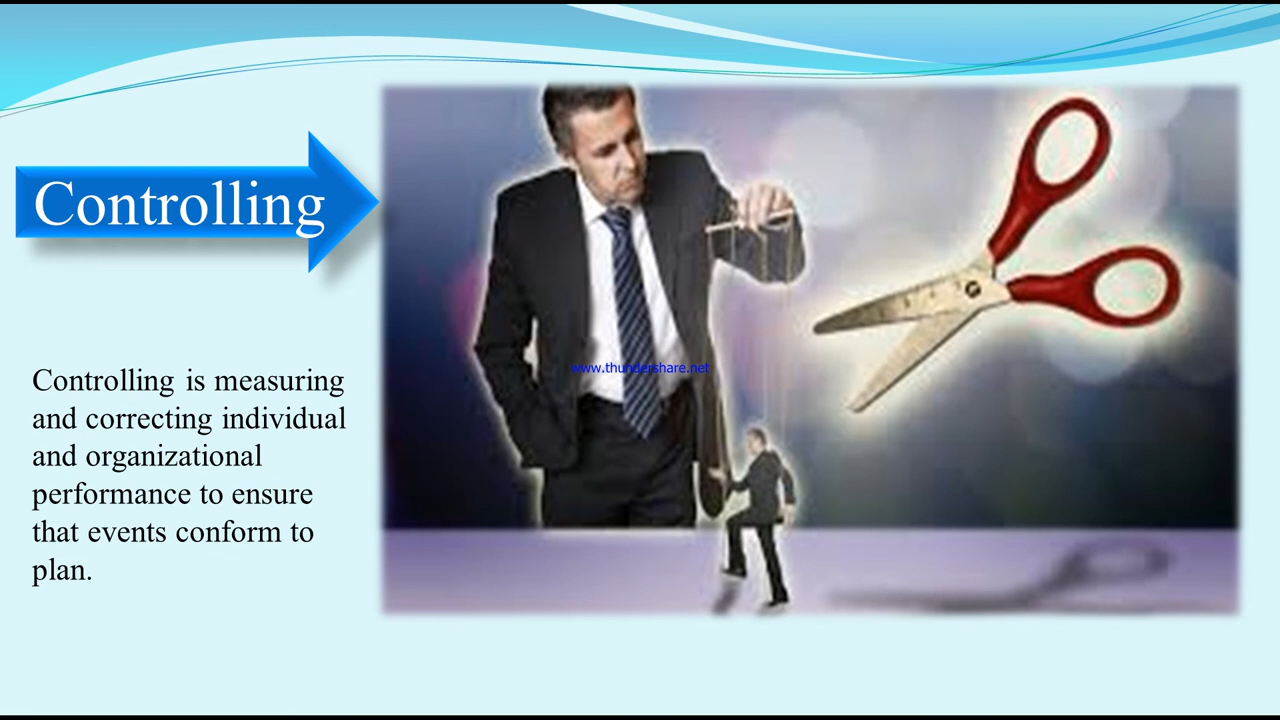 Controlling
www.thundershare.net
Controlling is measuring
and correcting individual
and organizational
performance to ensure
that events conform to
plan.